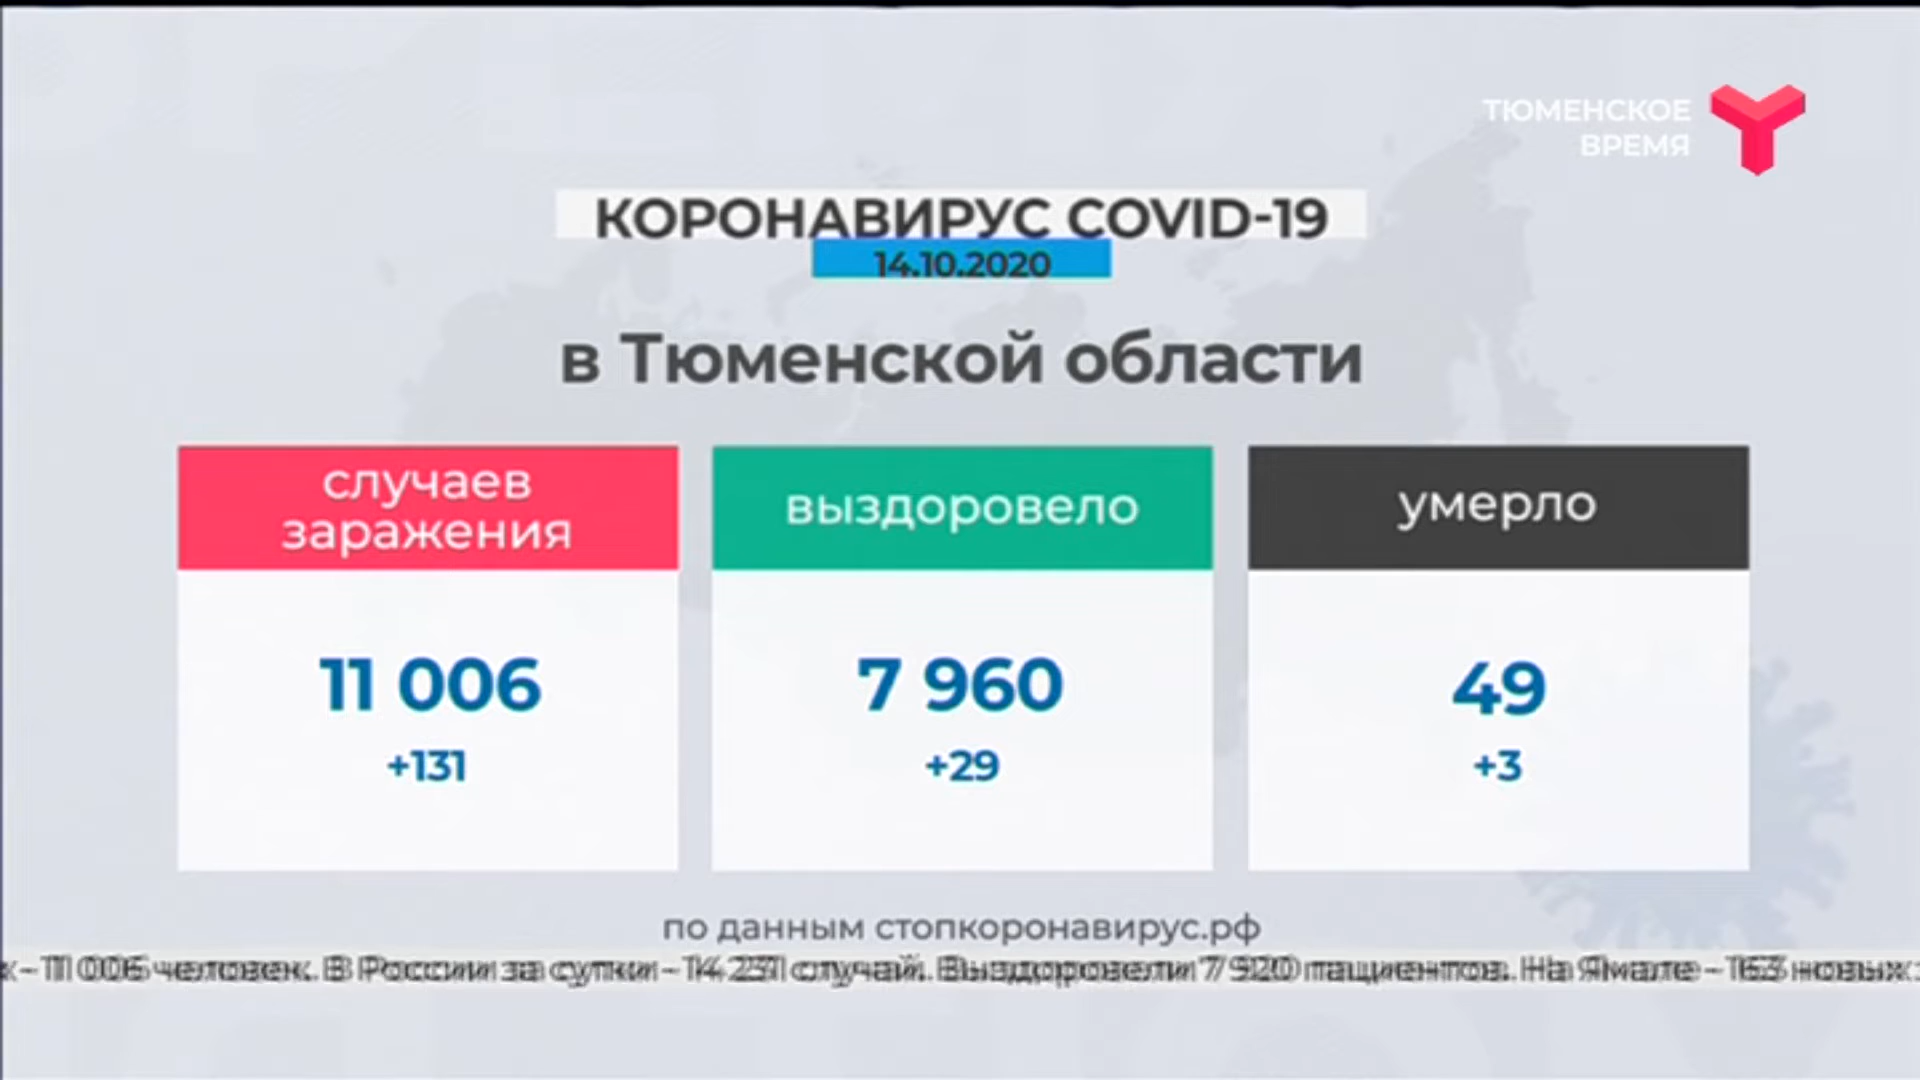 ТЮМЕНСКОЕ
ВРЕМЯ
КОРОНАВИРУС COVID-19
14.10.2020
в Тюменской области
случаев
заражения
11 006
+131
выздоровело
7 960
+29
умерло
49
+3
по данным стопкоронавирус.рф
– 11 006 человек. В России за сутки – 14 231 случай. Выздоровели 7 920 пациентов. На Ямале – 163 новых